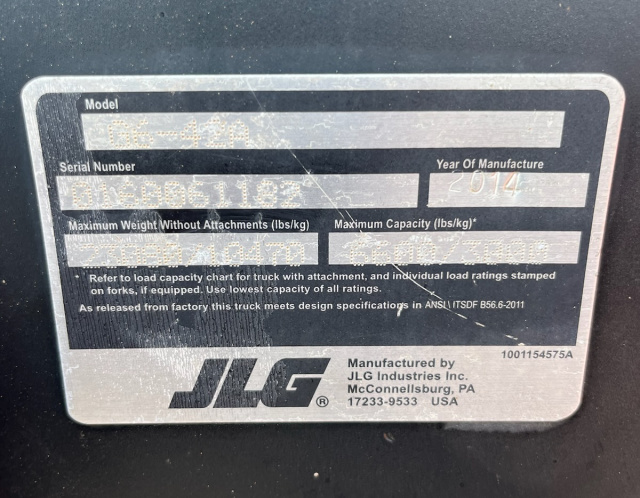 Model
G6-42A
Serial Number
Year Of Manufacture
0160061182
2014
Maximum Weight Without Attachments (lbs/kg)
Maximum Capacity (lbs/kg)*
* Refer to load capacity chart for truck with attachment, and individual load ratings stamped
on forks, if equipped. Use lowest capacity of all ratings.
As released from factory this truck meets design specifications in ANSI \ ITSDF B56.6-2011
1001154575A
JLG ®
Manufactured by
JLG Industries Inc.
McConnellsburg, PA
17233-9533 USA